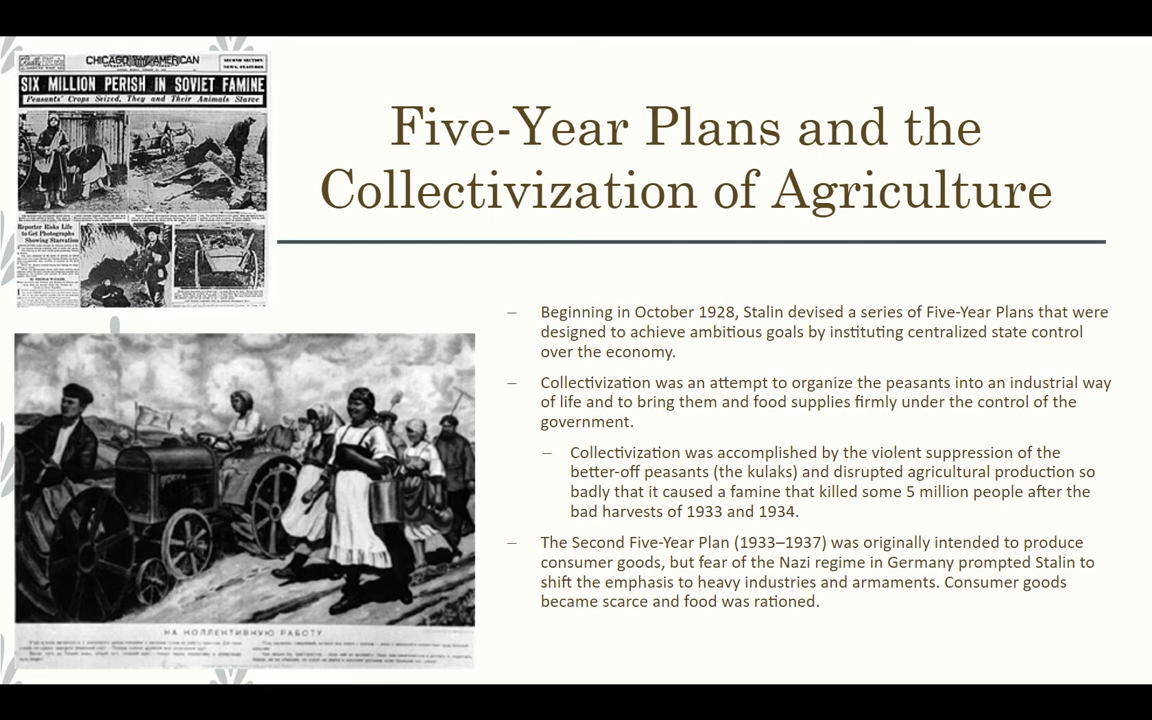 CHICAGO AMERICAN
SECOND SECTION
NEWS, FEATURES
SIX MILLION PERISH IN SOVIET FAMINE
Peasants' Crops Seized, They and Their Animals Starve
Reporter Risks Life
to Get Photographs
Showing Starvation
Five-Year Plans and the
Collectivization of Agriculture
– Beginning in October 1928, Stalin devised a series of Five-Year Plans that were
designed to achieve ambitious goals by instituting centralized state control
over the economy.
– Collectivization was an attempt to organize the peasants into an industrial way
of life and to bring them and food supplies firmly under the control of the
government.
– Collectivization was accomplished by the violent suppression of the
better-off peasants (the kulaks) and disrupted agricultural production so
badly that it caused a famine that killed some 5 million people after the
bad harvests of 1933 and 1934.
– The Second Five-Year Plan (1933–1937) was originally intended to produce
consumer goods, but fear of the Nazi regime in Germany prompted Stalin to
shift the emphasis to heavy industries and armaments. Consumer goods
became scarce and food was rationed.
НА КОЛЛЕКТИВНУЮ РАБОТУ